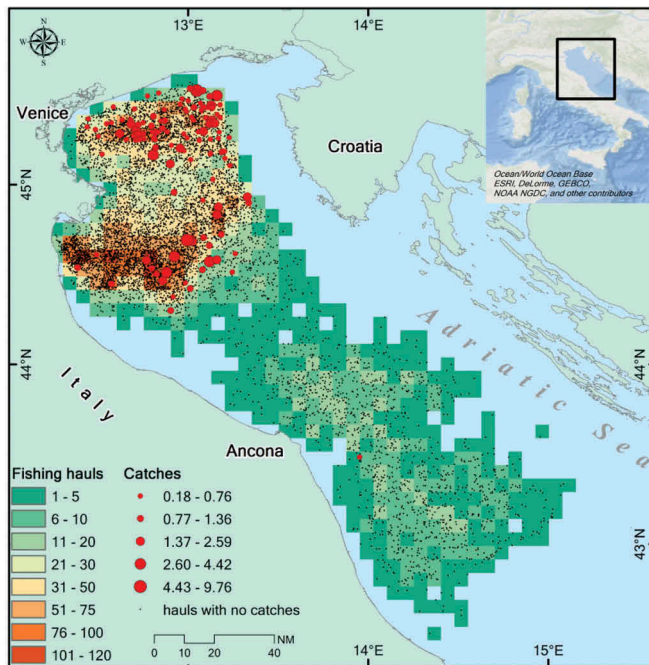 13°E
14°E
N
W
E
S
Venice
Croatia
Ocean/World Ocean Base
ESRI, DeLorme, GEBCO,
NOAA NGDC, and other contributors
45°N
45°N
44°N
44°N
Adriatic Sea
Italy
Ancona
43°N
Fishing hauls
1 - 5
6 - 10
11 - 20
21 - 30
31 - 50
51 - 75
76 - 100
101 - 120
Catches
0.18 - 0.76
0.77 - 1.36
1.37 - 2.59
2.60 - 4.42
4.43 - 9.76
hauls with no catches
0 10 20 40
NM
13°E
14°E
15°E